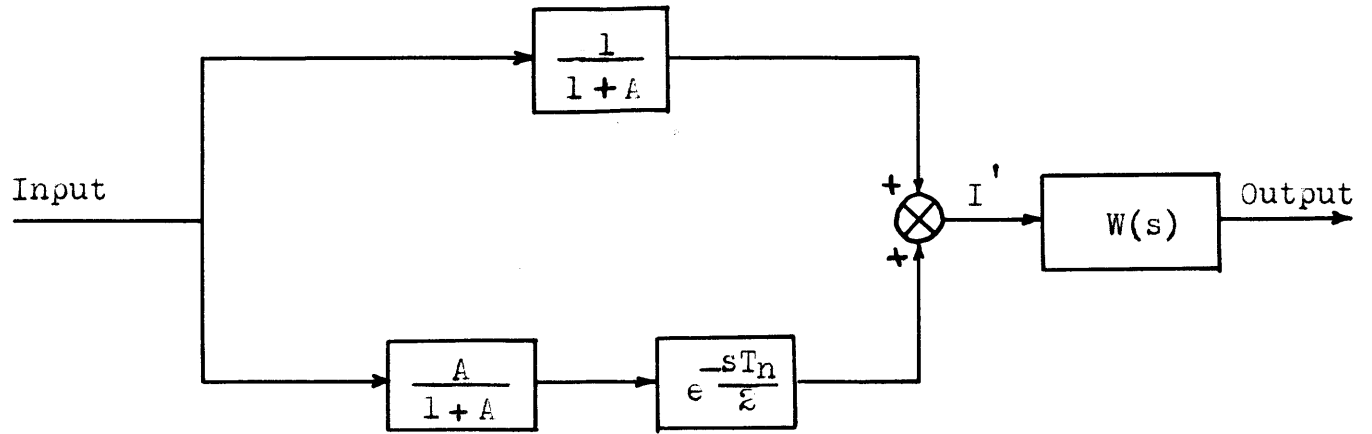 1
1 + A
+
Input
I'
W(s)
Output
+
A
1 + A
e^{-sTn/2}